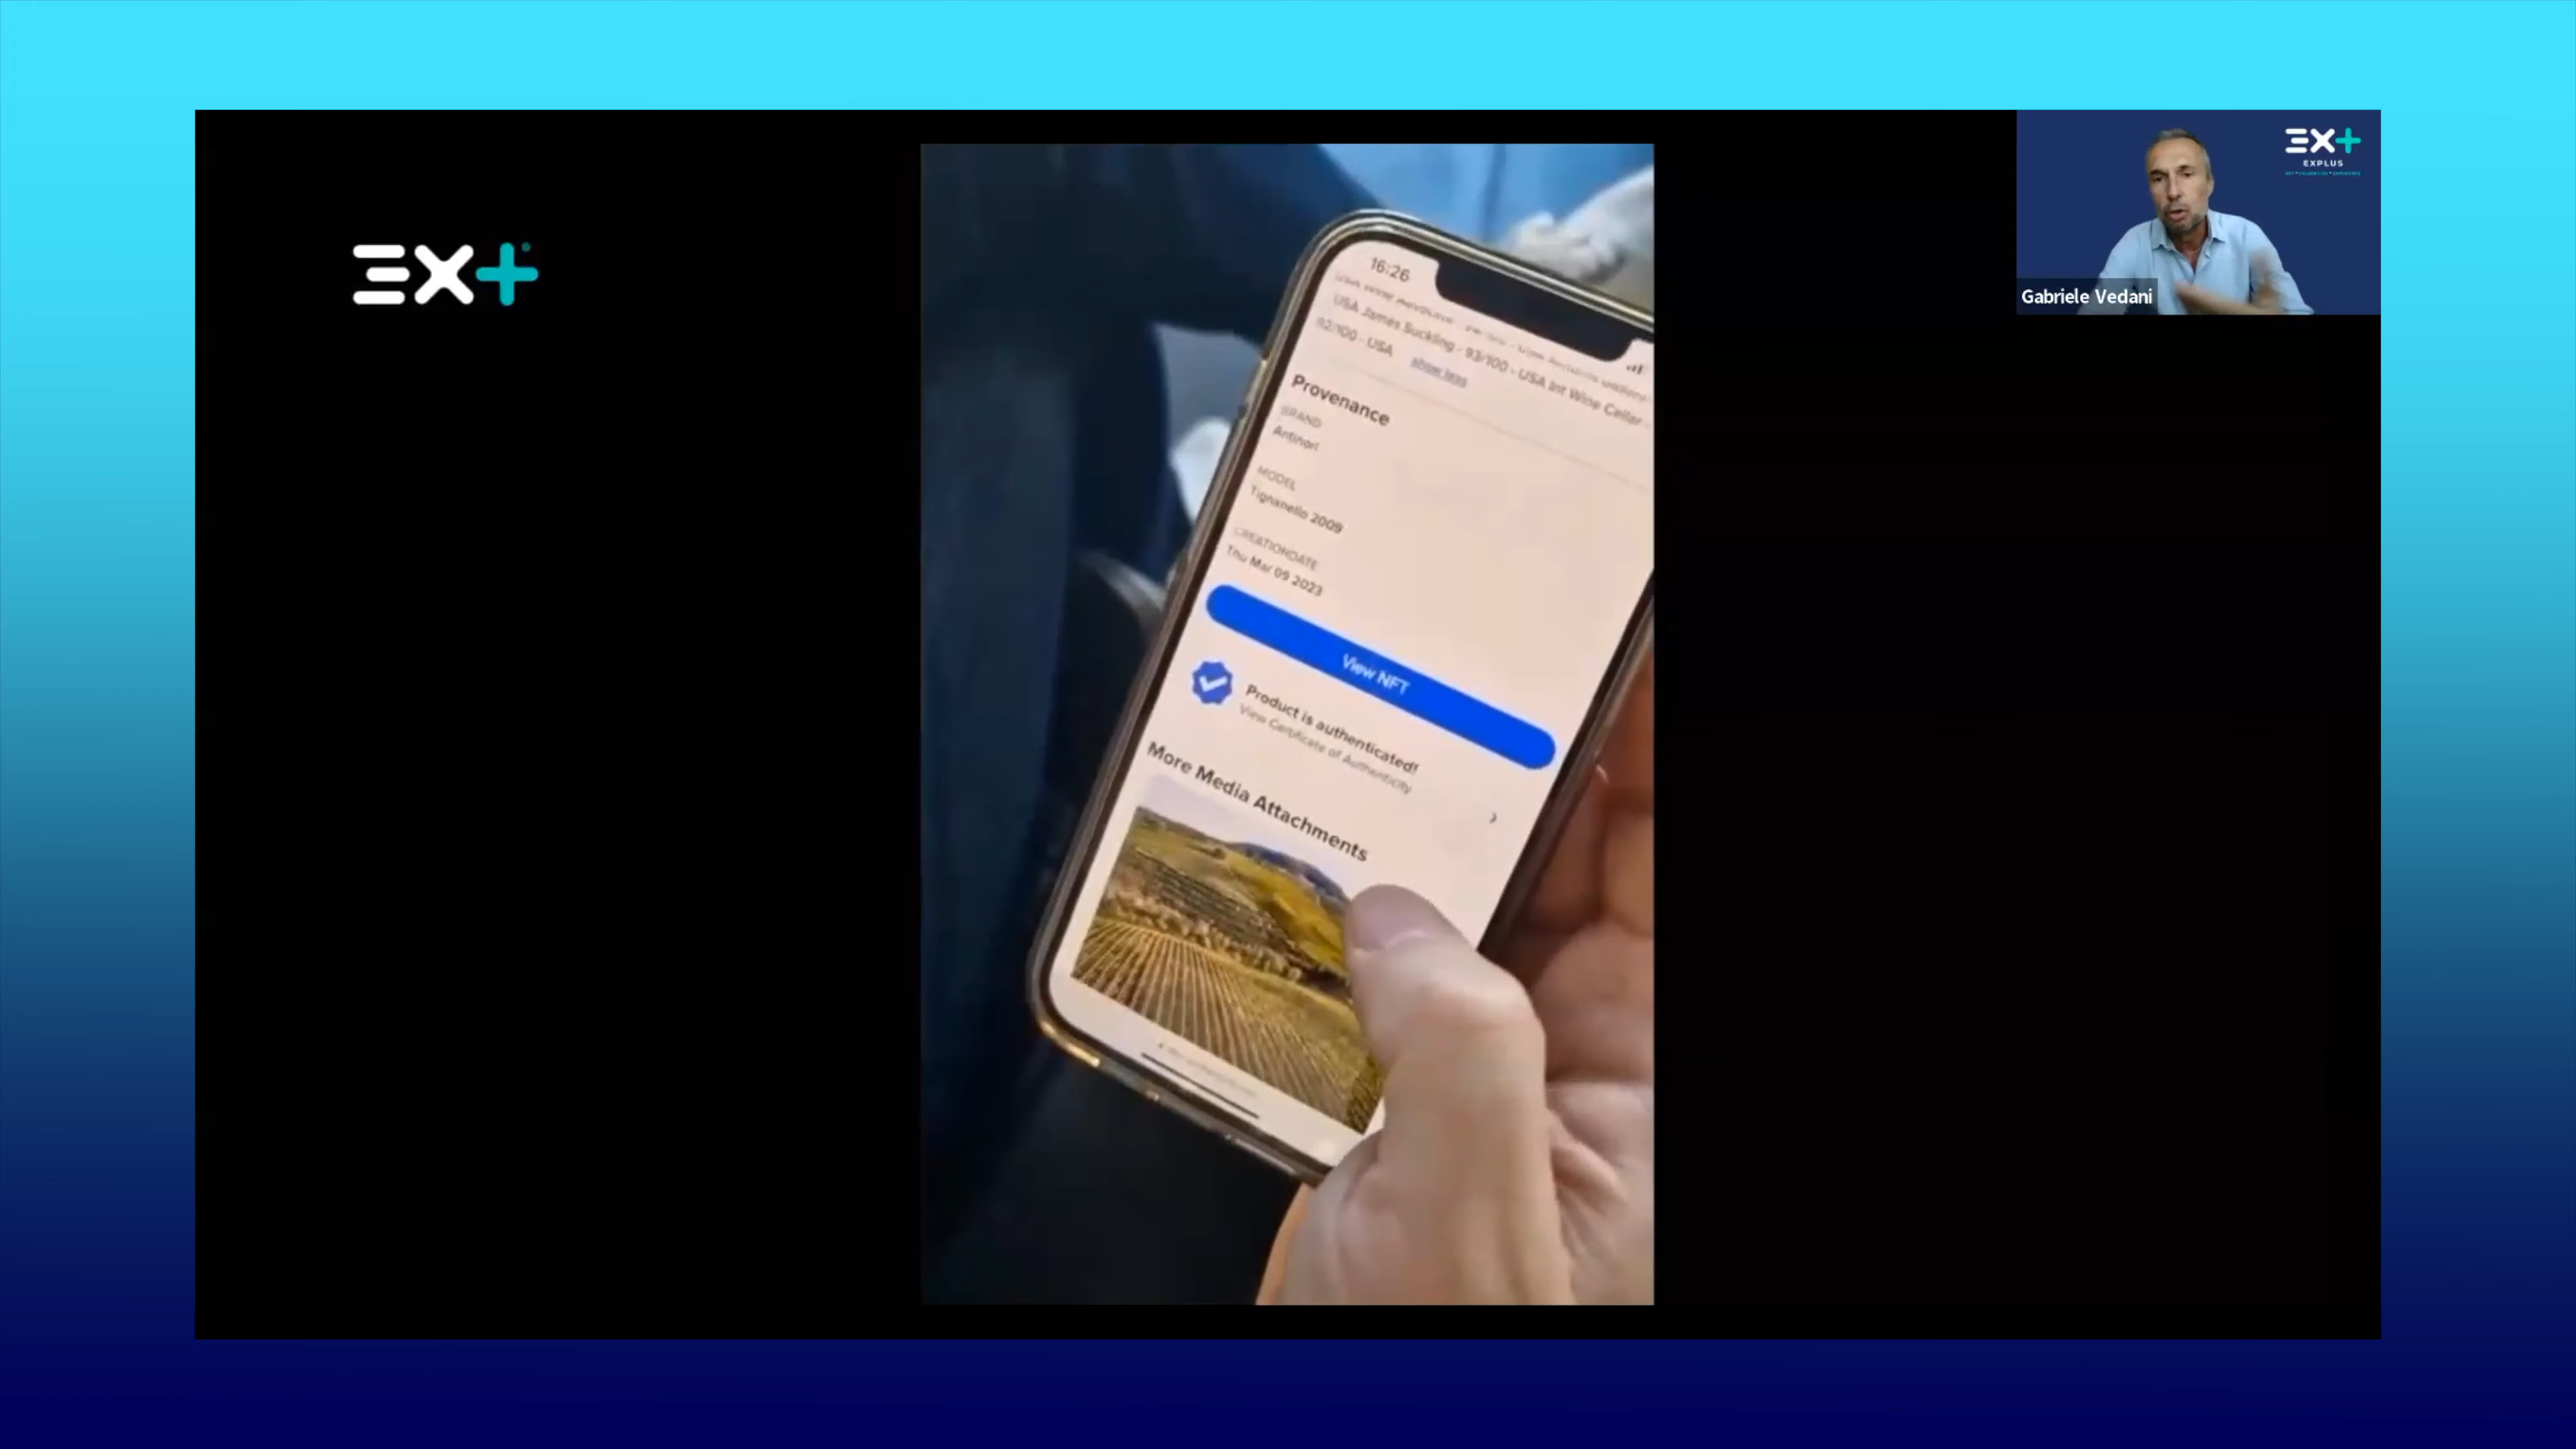 EX+
16:26
USA James Suckling - 93/100 - USA Int Wine Cellar -
92/100 - USA show less
Provenance
BRAND
Antinori
MODEL
Tignanello 2009
CREATIONDATE
Thu Mar 09 2023
View NFT
Product is authenticated!
View Certificate of Authenticity
More Media Attachments
EX+
EXPLUS
Gabriele Vedani